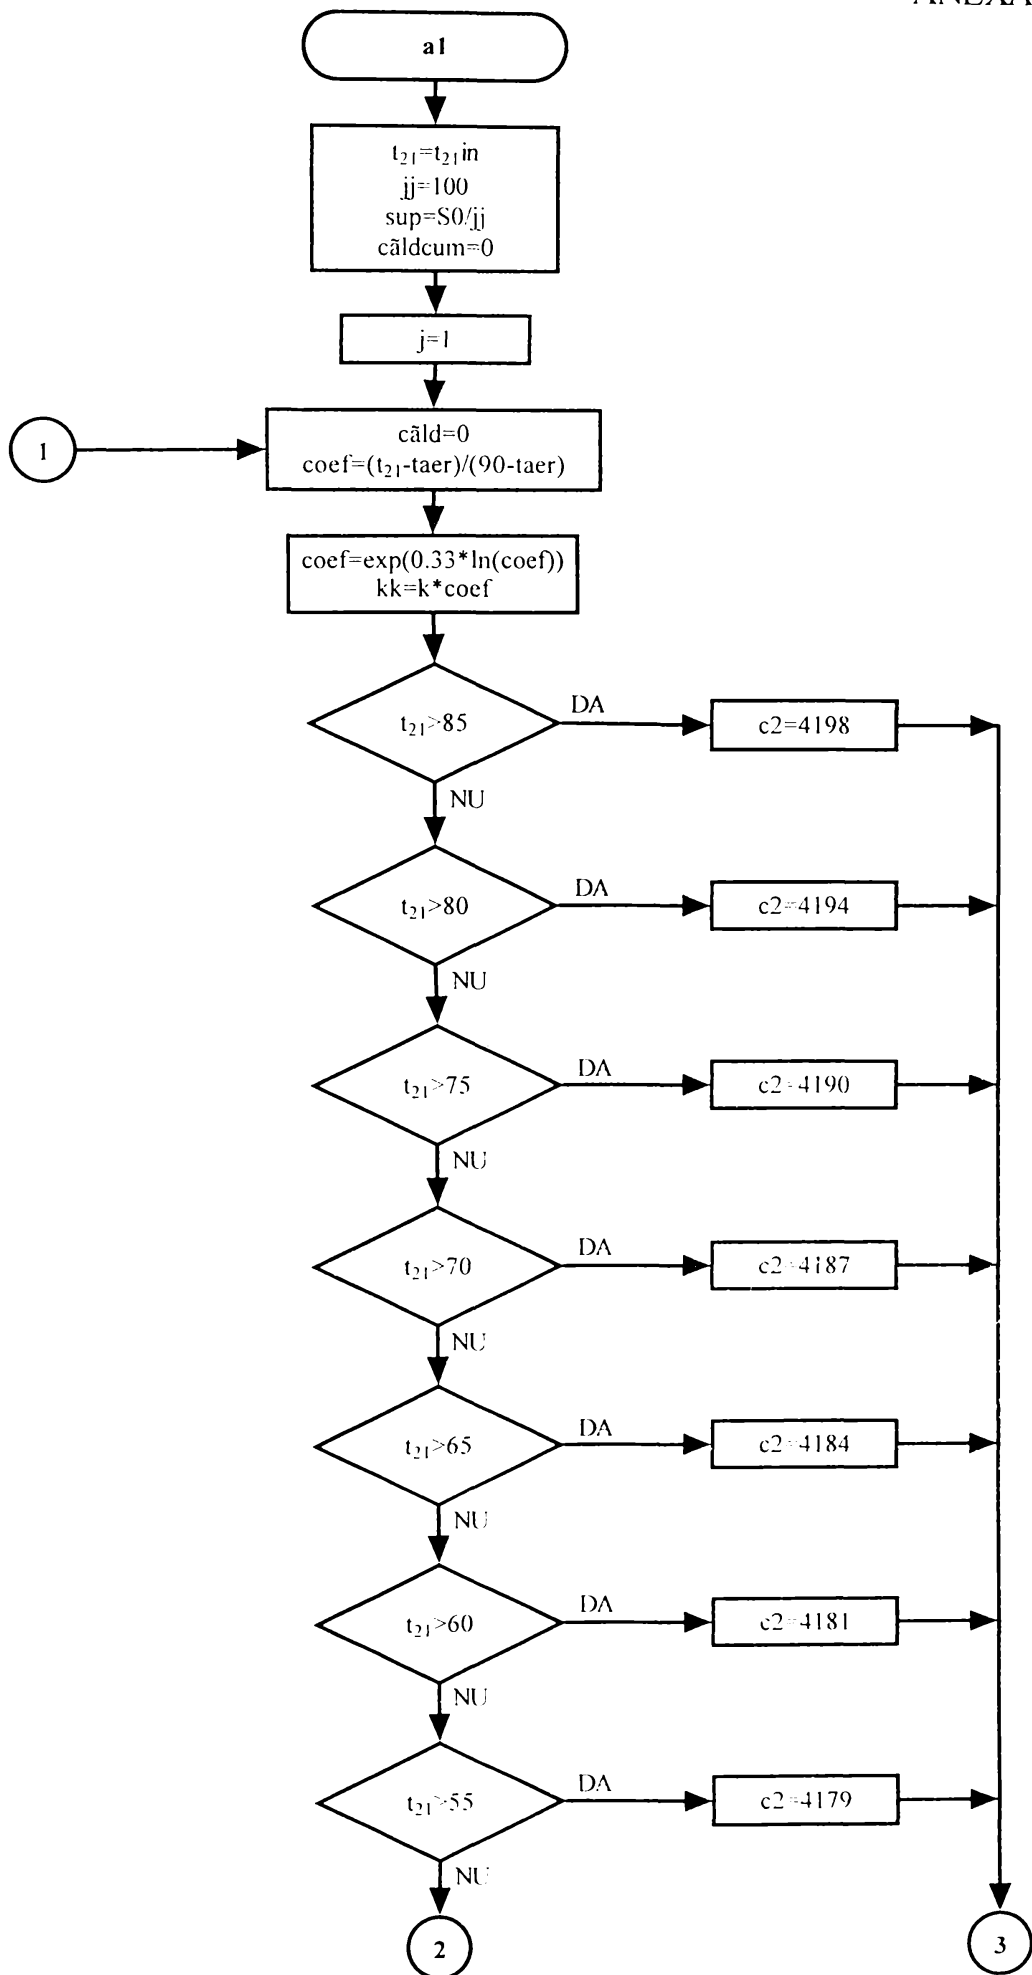 ANEXA
a1
t₂₁=t₂₁in
jj=100
sup=S0/jj
căldcum=0
j=1
1
căld=0
coef=(t₂₁-taer)/(90-taer)
coef=exp(0.33*ln(coef))
kk=k*coef
t₂₁>85
DA
c2=4198
NU
t₂₁>80
DA
c2=4194
NU
t₂₁>75
DA
c2=4190
NU
t₂₁>70
DA
c2=4187
NU
t₂₁>65
DA
c2=4184
NU
t₂₁>60
DA
c2=4181
NU
t₂₁>55
DA
c2=4179
NU
2
3